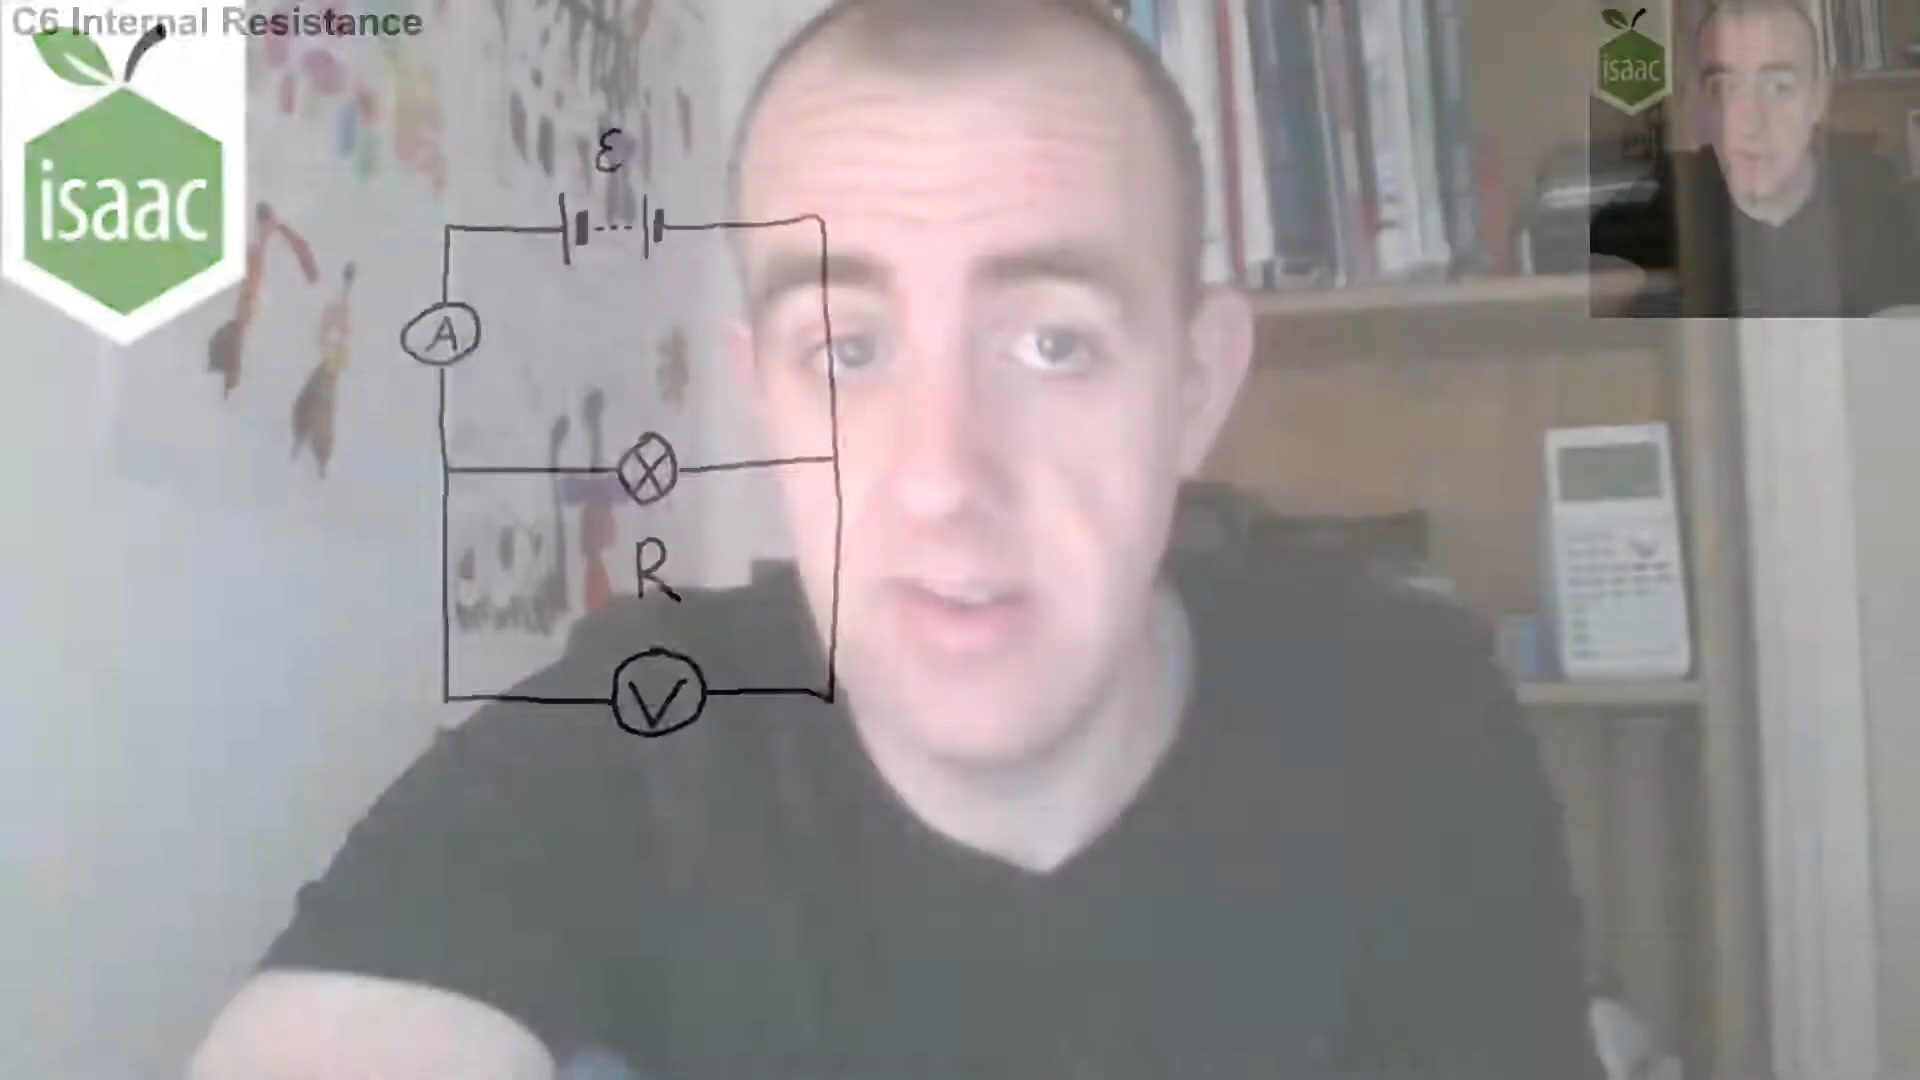 C6 Internal Resistance
isaac
isaac
ε
A
R
V